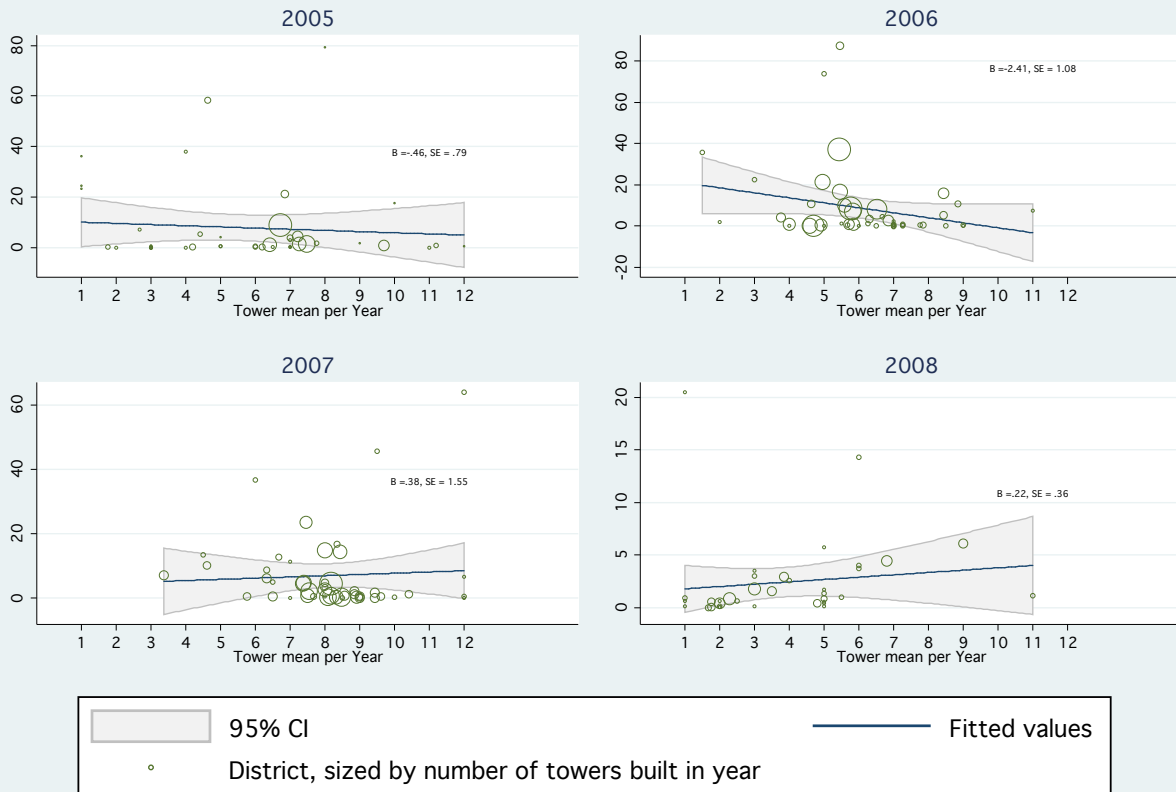 2005
80
60
40
20
0
B =-.46, SE = .79
1 2 3 4 5 6 7 8 9 10 11 12
Tower mean per Year
2006
80
60
40
20
0
-20
B =-2.41, SE = 1.08
1 2 3 4 5 6 7 8 9 10 11 12
Tower mean per Year
2007
60
40
20
0
B =.38, SE = 1.55
1 2 3 4 5 6 7 8 9 10 11 12
Tower mean per Year
2008
20
15
10
5
0
B =.22, SE = .36
1 2 3 4 5 6 7 8 9 10 11 12
Tower mean per Year
95% CI
Fitted values
District, sized by number of towers built in year